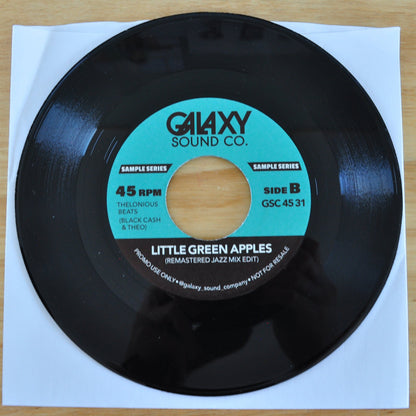 GALAXY
SOUND CO.
SAMPLE SERIES
SAMPLE SERIES
45 RPM
THELONIOUS
BEATS
(BLACK CASH
& THEO)
SIDE B
GSC 45 31
LITTLE GREEN APPLES
(REMASTERED JAZZ MIX EDIT)
PROMO USE ONLY • @galaxy_sound_company • NOT FOR RESALE